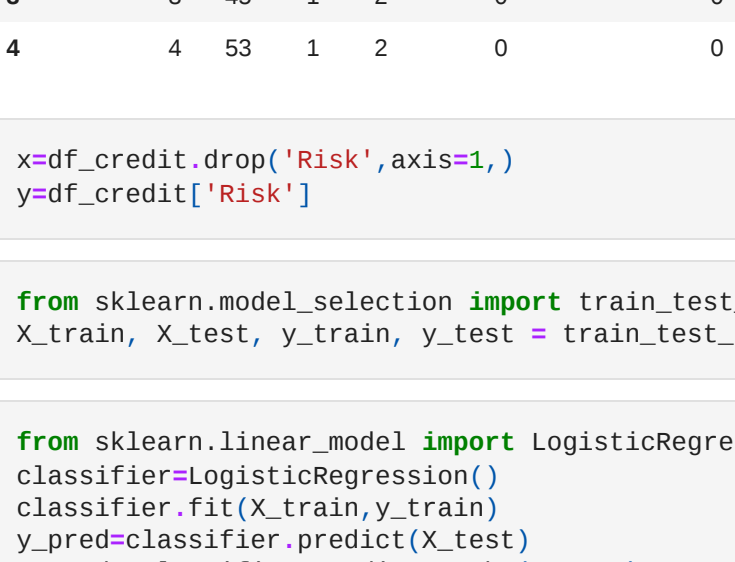 4 4 53 1 2 0 0
x=df_credit.drop('Risk',axis=1,)
y=df_credit['Risk']
from sklearn.model_selection import train_test
X_train, X_test, y_train, y_test = train_test_
from sklearn.linear_model import LogisticRegre
classifier=LogisticRegression()
classifier.fit(X_train,y_train)
y_pred=classifier.predict(X_test)